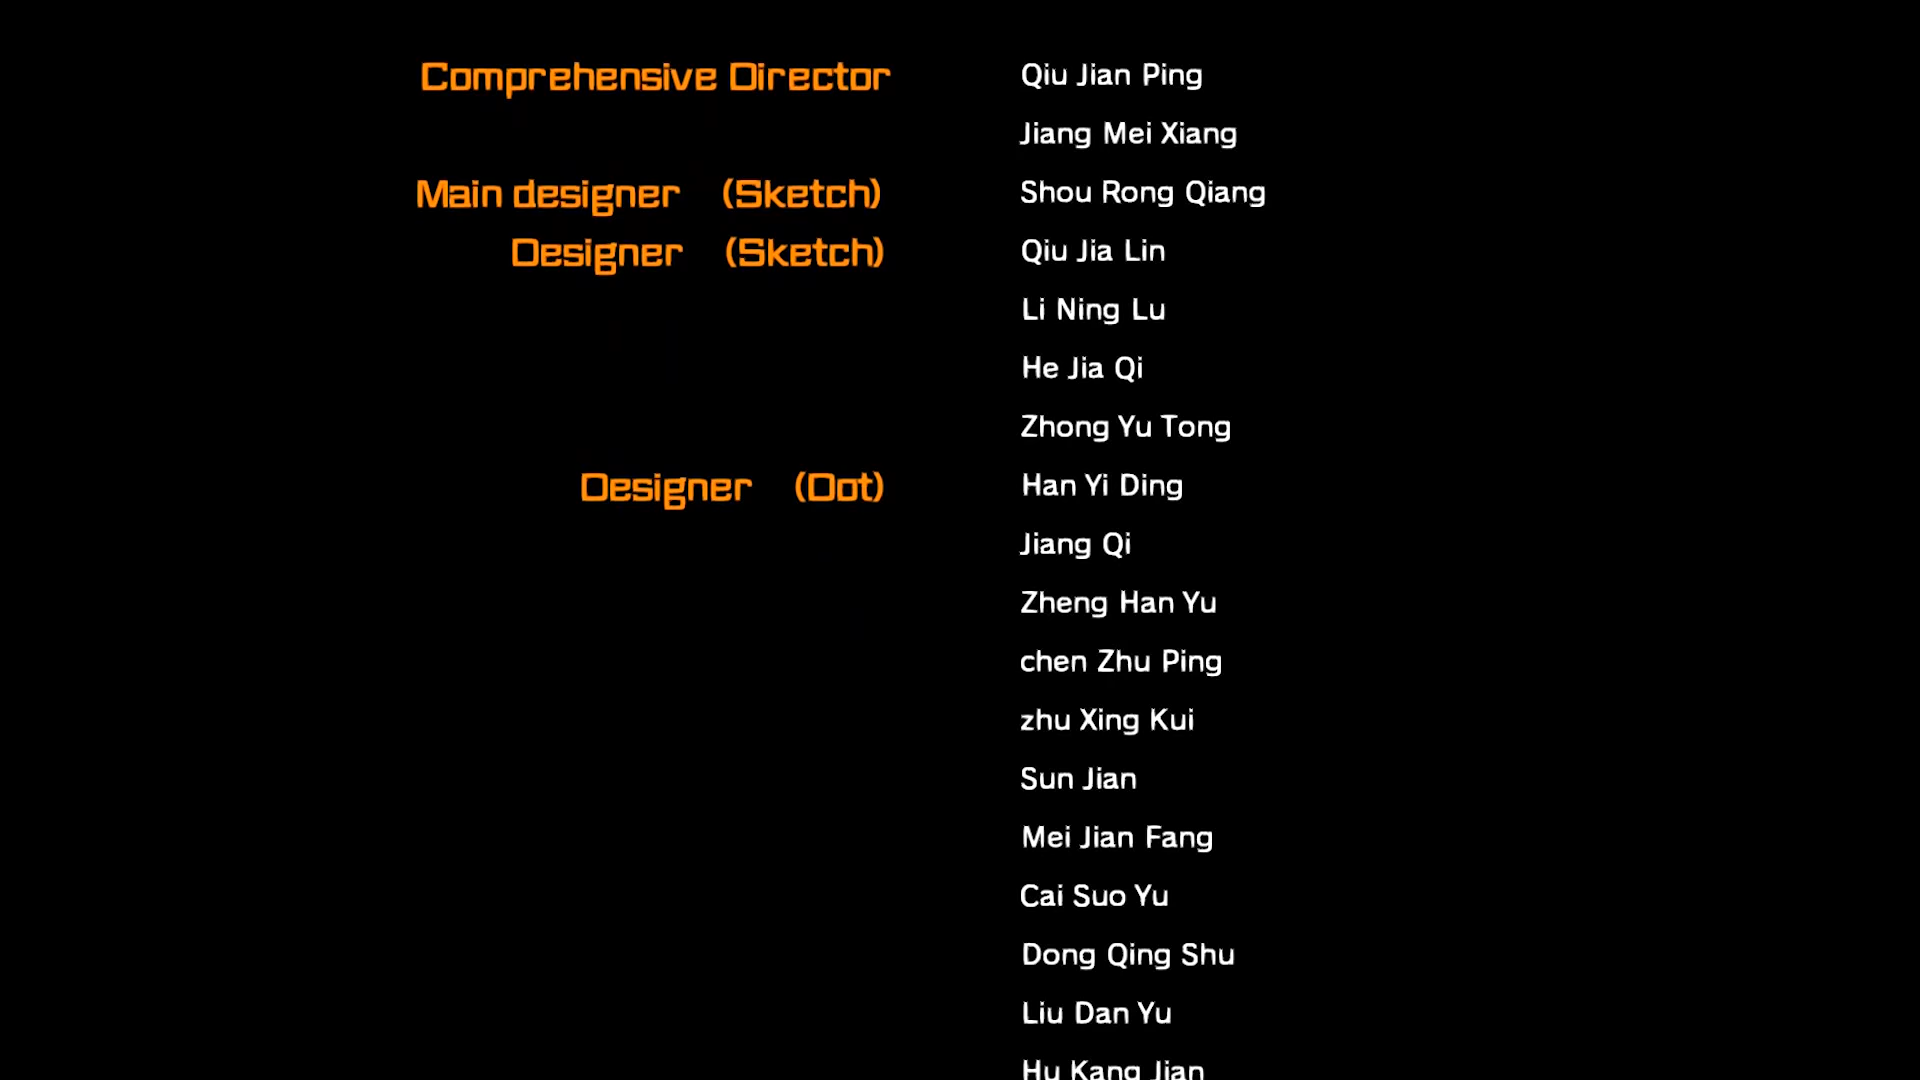 Comprehensive Director Qiu Jian Ping
Jiang Mei Xiang
Main designer (Sketch) Shou Rong Qiang
Designer (Sketch) Qiu Jia Lin
Li Ning Lu
He Jia Qi
Zhong Yu Tong
Designer (Dot) Han Yi Ding
Jiang Qi
Zheng Han Yu
chen Zhu Ping
zhu Xing Kui
Sun Jian
Mei Jian Fang
Cai Suo Yu
Dong Qing Shu
Liu Dan Yu
Hu Kang Jian